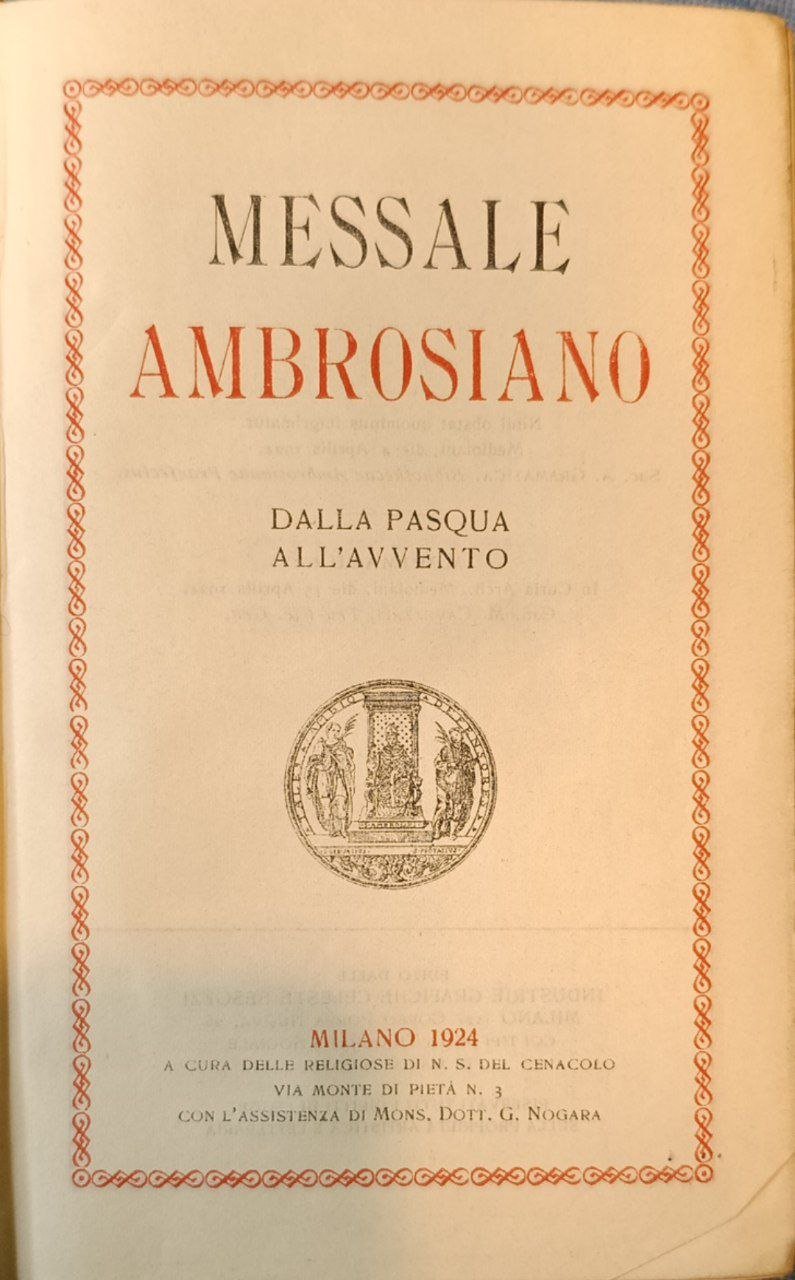 MESSALE
AMBROSIANO
DALLA PASQUA
ALL'AVVENTO
MILANO 1924
A CURA DELLE RELIGIOSE DI N. S. DEL CENACOLO
VIA MONTE DI PIETÀ N. 3
CON L'ASSISTENZA DI MONS. DOTT. G. NOGARA